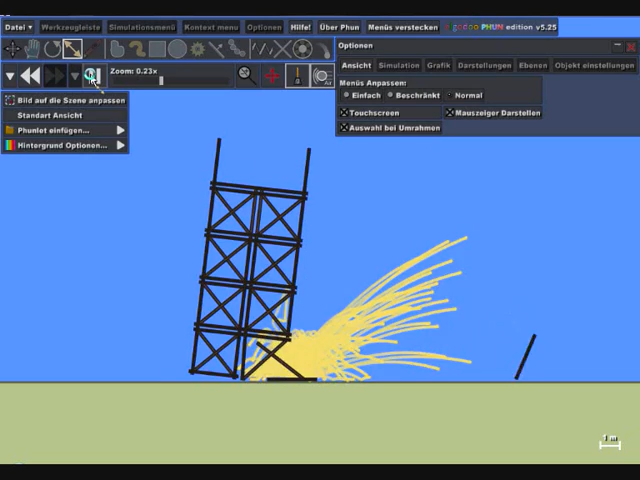 Datei
Werkzeugleiste
Simulationsmenü
Kontext menu
Optionen
Hilfe!
Über Phun
Menüs verstecken
algodoo PHUN edition v5.25
Optionen
Zoom: 0.23x
Ansicht
Simulation
Grafik
Darstellungen
Ebenen
Objekt einstellungen
Menüs Anpassen:
Einfach
Beschränkt
Normal
Touchscreen
Mauszeiger Darstellen
Auswahl bei Umrahmen
Bild auf die Szene anpassen
Standart Ansicht
Phunlet einfügen...
Hintergrund Optionen...
1 m